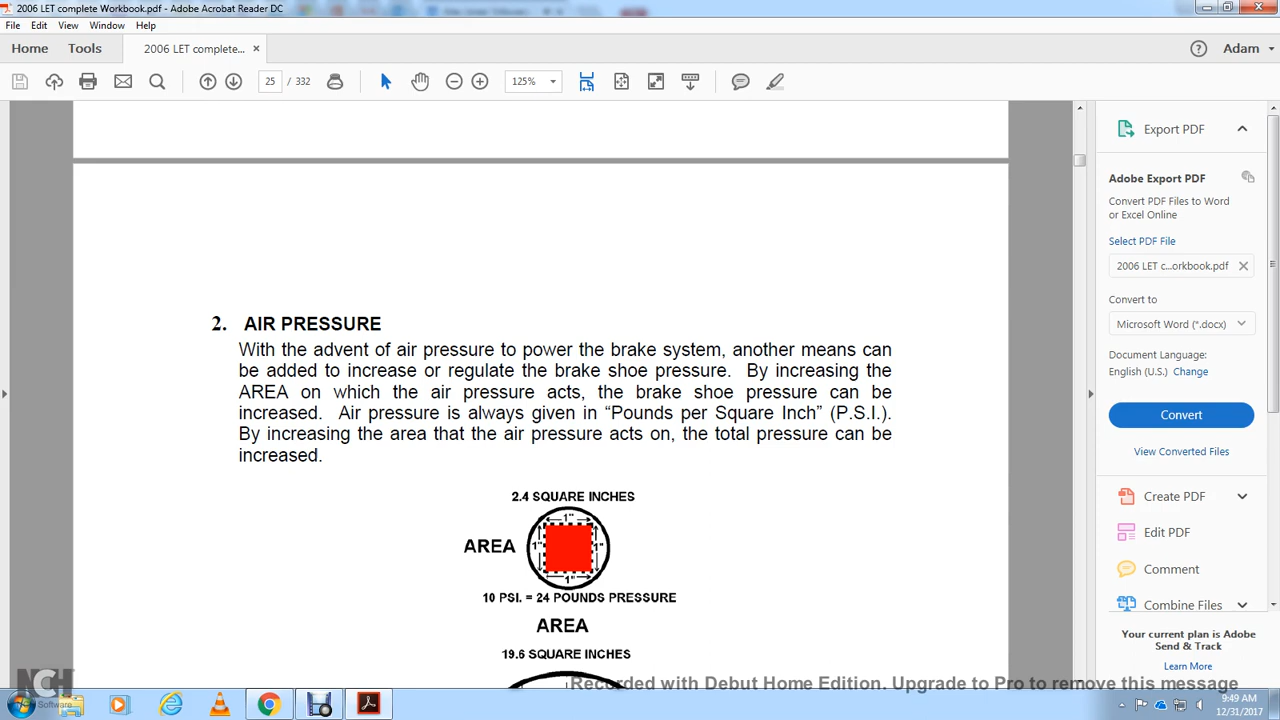 2006 LET complete Workbook.pdf - Adobe Acrobat Reader DC
File Edit View Window Help
Home Tools 2006 LET complete... × Adam
25 / 332 125%
Export PDF
Adobe Export PDF
Convert PDF Files to Word
or Excel Online
Select PDF File
2006 LET c...orkbook.pdf
Convert to
Microsoft Word (*.docx)
Document Language:
English (U.S.) Change
Convert
View Converted Files
Create PDF
Edit PDF
Comment
Combine Files
Your current plan is Adobe
Send & Track
Learn More
2. AIR PRESSURE
With the advent of air pressure to power the brake system, another means can
be added to increase or regulate the brake shoe pressure. By increasing the
AREA on which the air pressure acts, the brake shoe pressure can be
increased. Air pressure is always given in “Pounds per Square Inch” (P.S.I.).
By increasing the area that the air pressure acts on, the total pressure can be
increased.
2.4 SQUARE INCHES
1"
AREA 1" 1"
1"
10 PSI. = 24 POUNDS PRESSURE
AREA
19.6 SQUARE INCHES
Recorded with Debut Home Edition. Upgrade to Pro to remove this message
NCH
Software
9:49 AM
12/31/2017